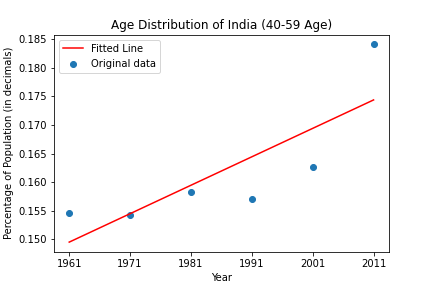 Age Distribution of India (40-59 Age)
Fitted Line
Original data
Percentage of Population (in decimals)
0.185
0.180
0.175
0.170
0.165
0.160
0.155
0.150
1961
1971
1981
1991
2001
2011
Year